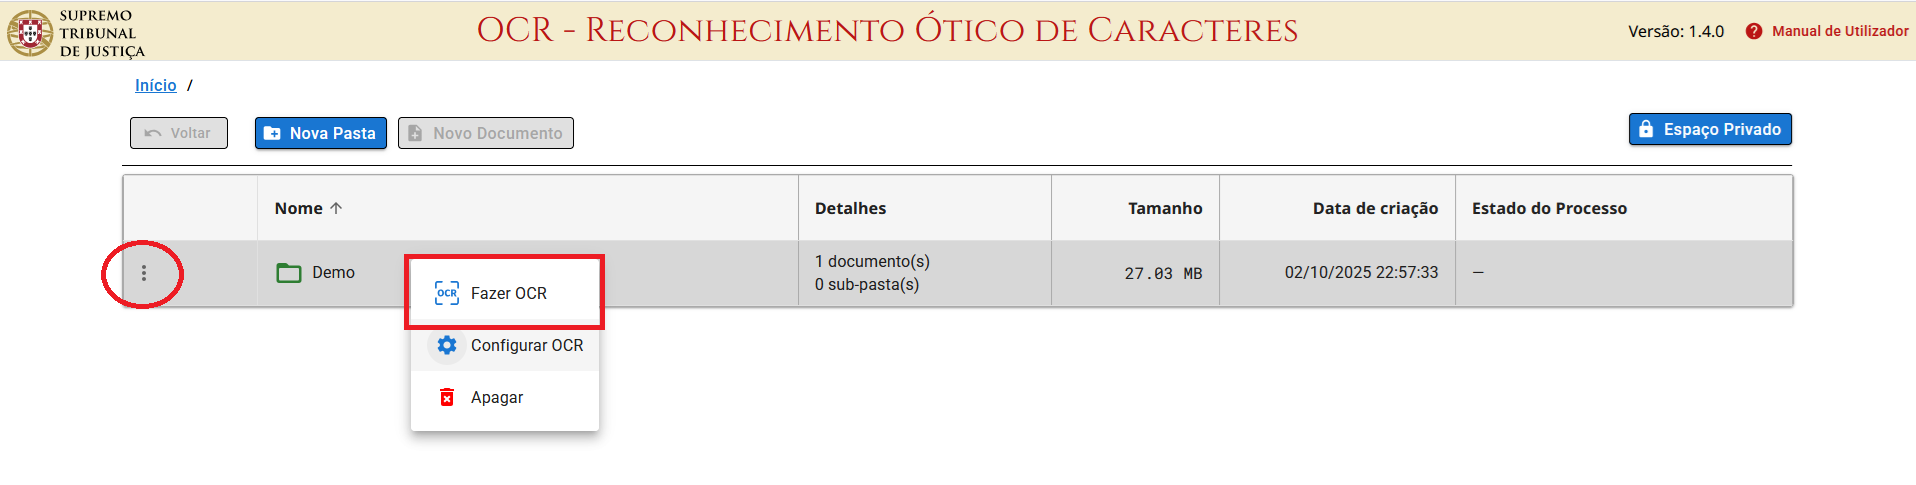 SUPREMO
TRIBUNAL
DE JUSTIÇA
OCR - Reconhecimento Ótico de Caracteres
Versão: 1.4.0
Manual de Utilizador
Início /
Voltar
Nova Pasta
Novo Documento
Espaço Privado
Nome
Detalhes
Tamanho
Data de criação
Estado do Processo
Demo
1 documento(s)
0 sub-pasta(s)
27.03 MB
02/10/2025 22:57:33
—
OCR Fazer OCR
Configurar OCR
Apagar